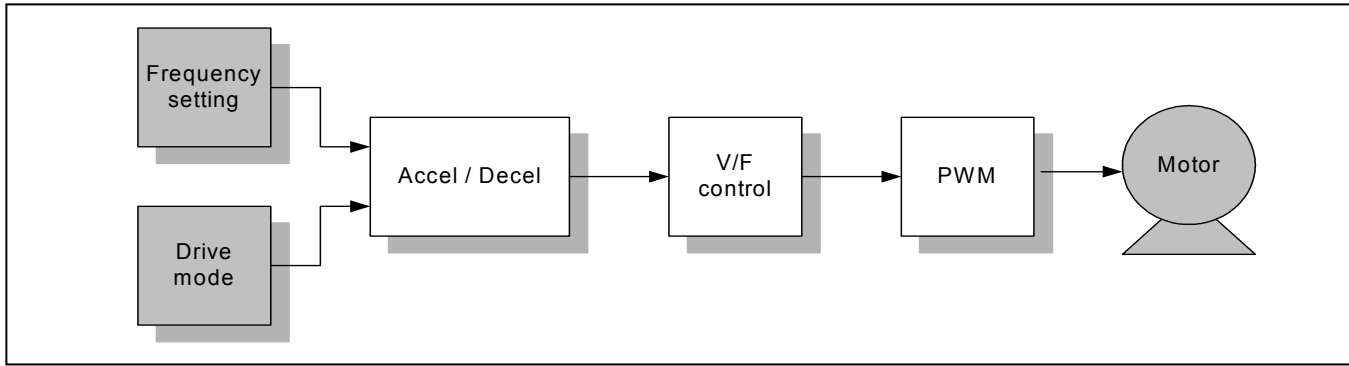 Frequency
setting
Accel / Decel
V/F
control
PWM
Motor
Drive
mode